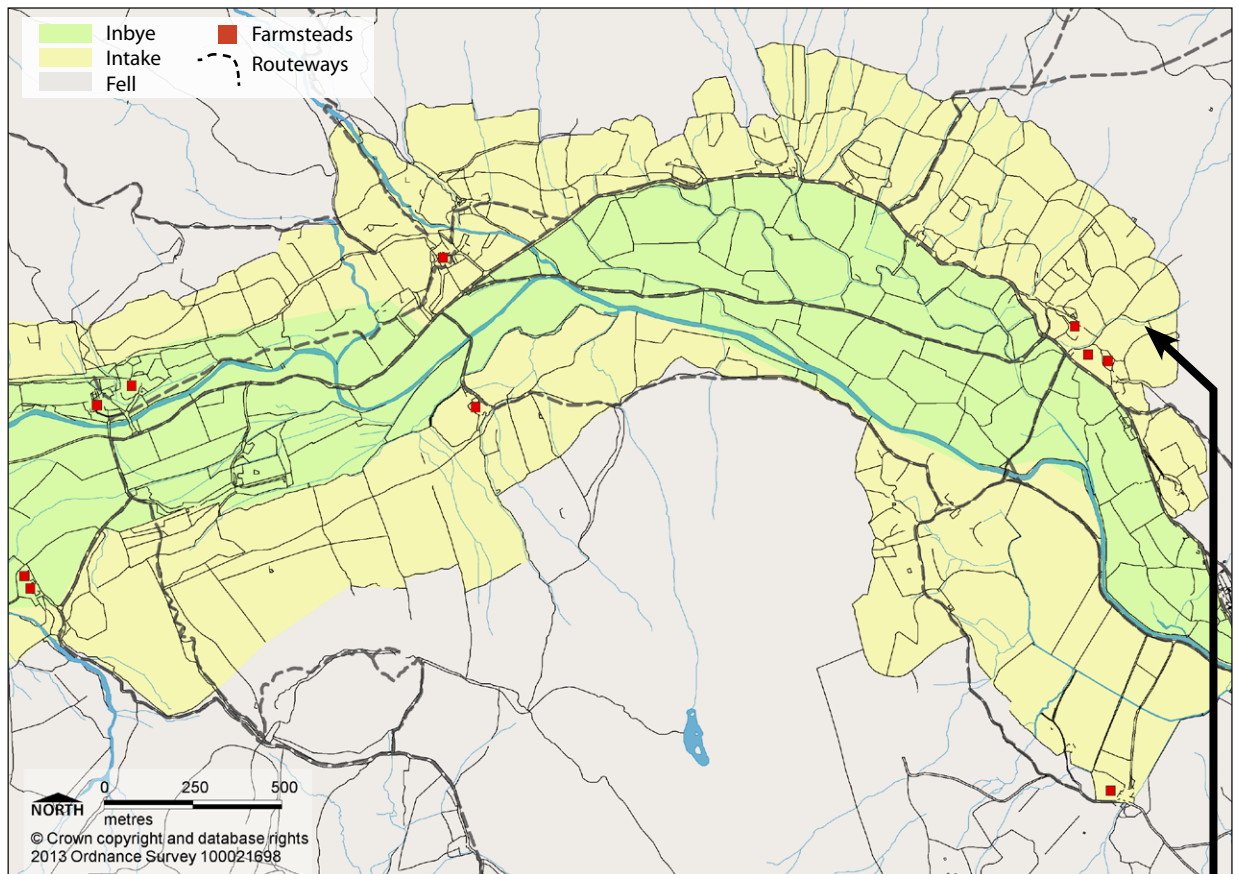 Inbye
Intake
Fell
Farmsteads
Routeways
0 250 500
NORTH
metres
© Crown copyright and database rights
2013 Ordnance Survey 100021698